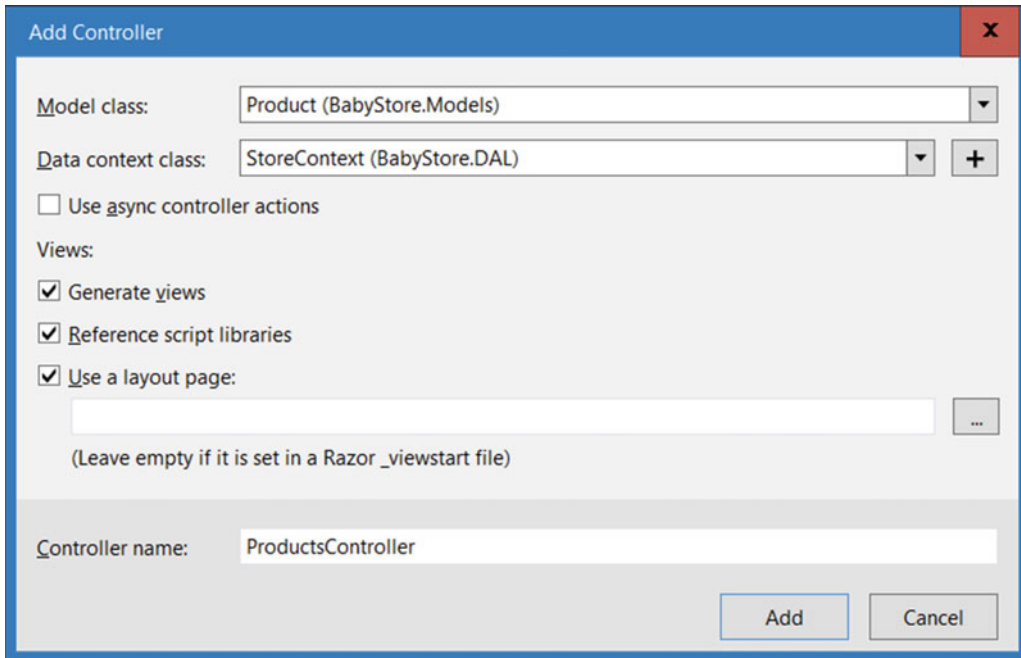 Add Controller
x
Model class: Product (BabyStore.Models)
Data context class: StoreContext (BabyStore.DAL) +
Use async controller actions
Views:
Generate views
Reference script libraries
Use a layout page:
...
(Leave empty if it is set in a Razor _viewstart file)
Controller name: ProductsController
Add Cancel